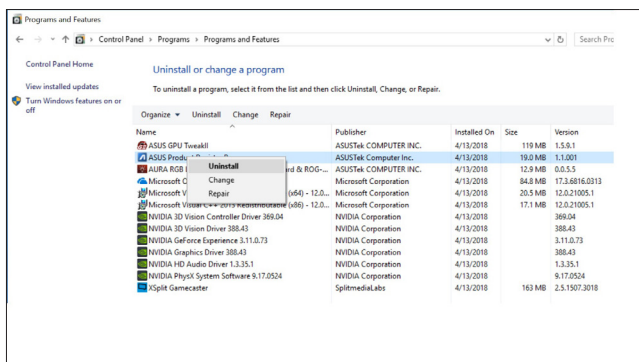 Programs and Features
Control Panel > Programs > Programs and Features
Search Pro
Control Panel Home
View installed updates
Turn Windows features on or
off
Uninstall or change a program
To uninstall a program, select it from the list and then click Uninstall, Change, or Repair.
Organize Uninstall Change Repair
Name Publisher Installed On Size Version
ASUS GPU TweakII ASUSTek COMPUTER INC. 4/13/2018 119 MB 1.5.9.1
ASUS Product ASUSTek Computer Inc. 4/13/2018 19.0 MB 1.1.001
AURA RGB rd & ROG-... ASUSTek COMPUTER INC. 4/13/2018 12.9 MB 0.0.5.5
Microsoft O Microsoft Corporation 4/13/2018 84.8 MB 17.3.6816.0313
Microsoft V (x64) - 12.0... Microsoft Corporation 4/13/2018 20.5 MB 12.0.21005.1
Microsoft Visual C++ 2013 Redistributable (x86) - 12.0... Microsoft Corporation 4/13/2018 17.1 MB 12.0.21005.1
Uninstall
Change
Repair
NVIDIA 3D Vision Controller Driver 369.04 NVIDIA Corporation 4/13/2018 369.04
NVIDIA 3D Vision Driver 388.43 NVIDIA Corporation 4/13/2018 388.43
NVIDIA GeForce Experience 3.11.0.73 NVIDIA Corporation 4/13/2018 3.11.0.73
NVIDIA Graphics Driver 388.43 NVIDIA Corporation 4/13/2018 388.43
NVIDIA HD Audio Driver 1.3.35.1 NVIDIA Corporation 4/13/2018 1.3.35.1
NVIDIA PhysX System Software 9.17.0524 NVIDIA Corporation 4/13/2018 9.17.0524
XSplit Gamecaster SplitmediaLabs 4/13/2018 163 MB 2.5.1507.3018